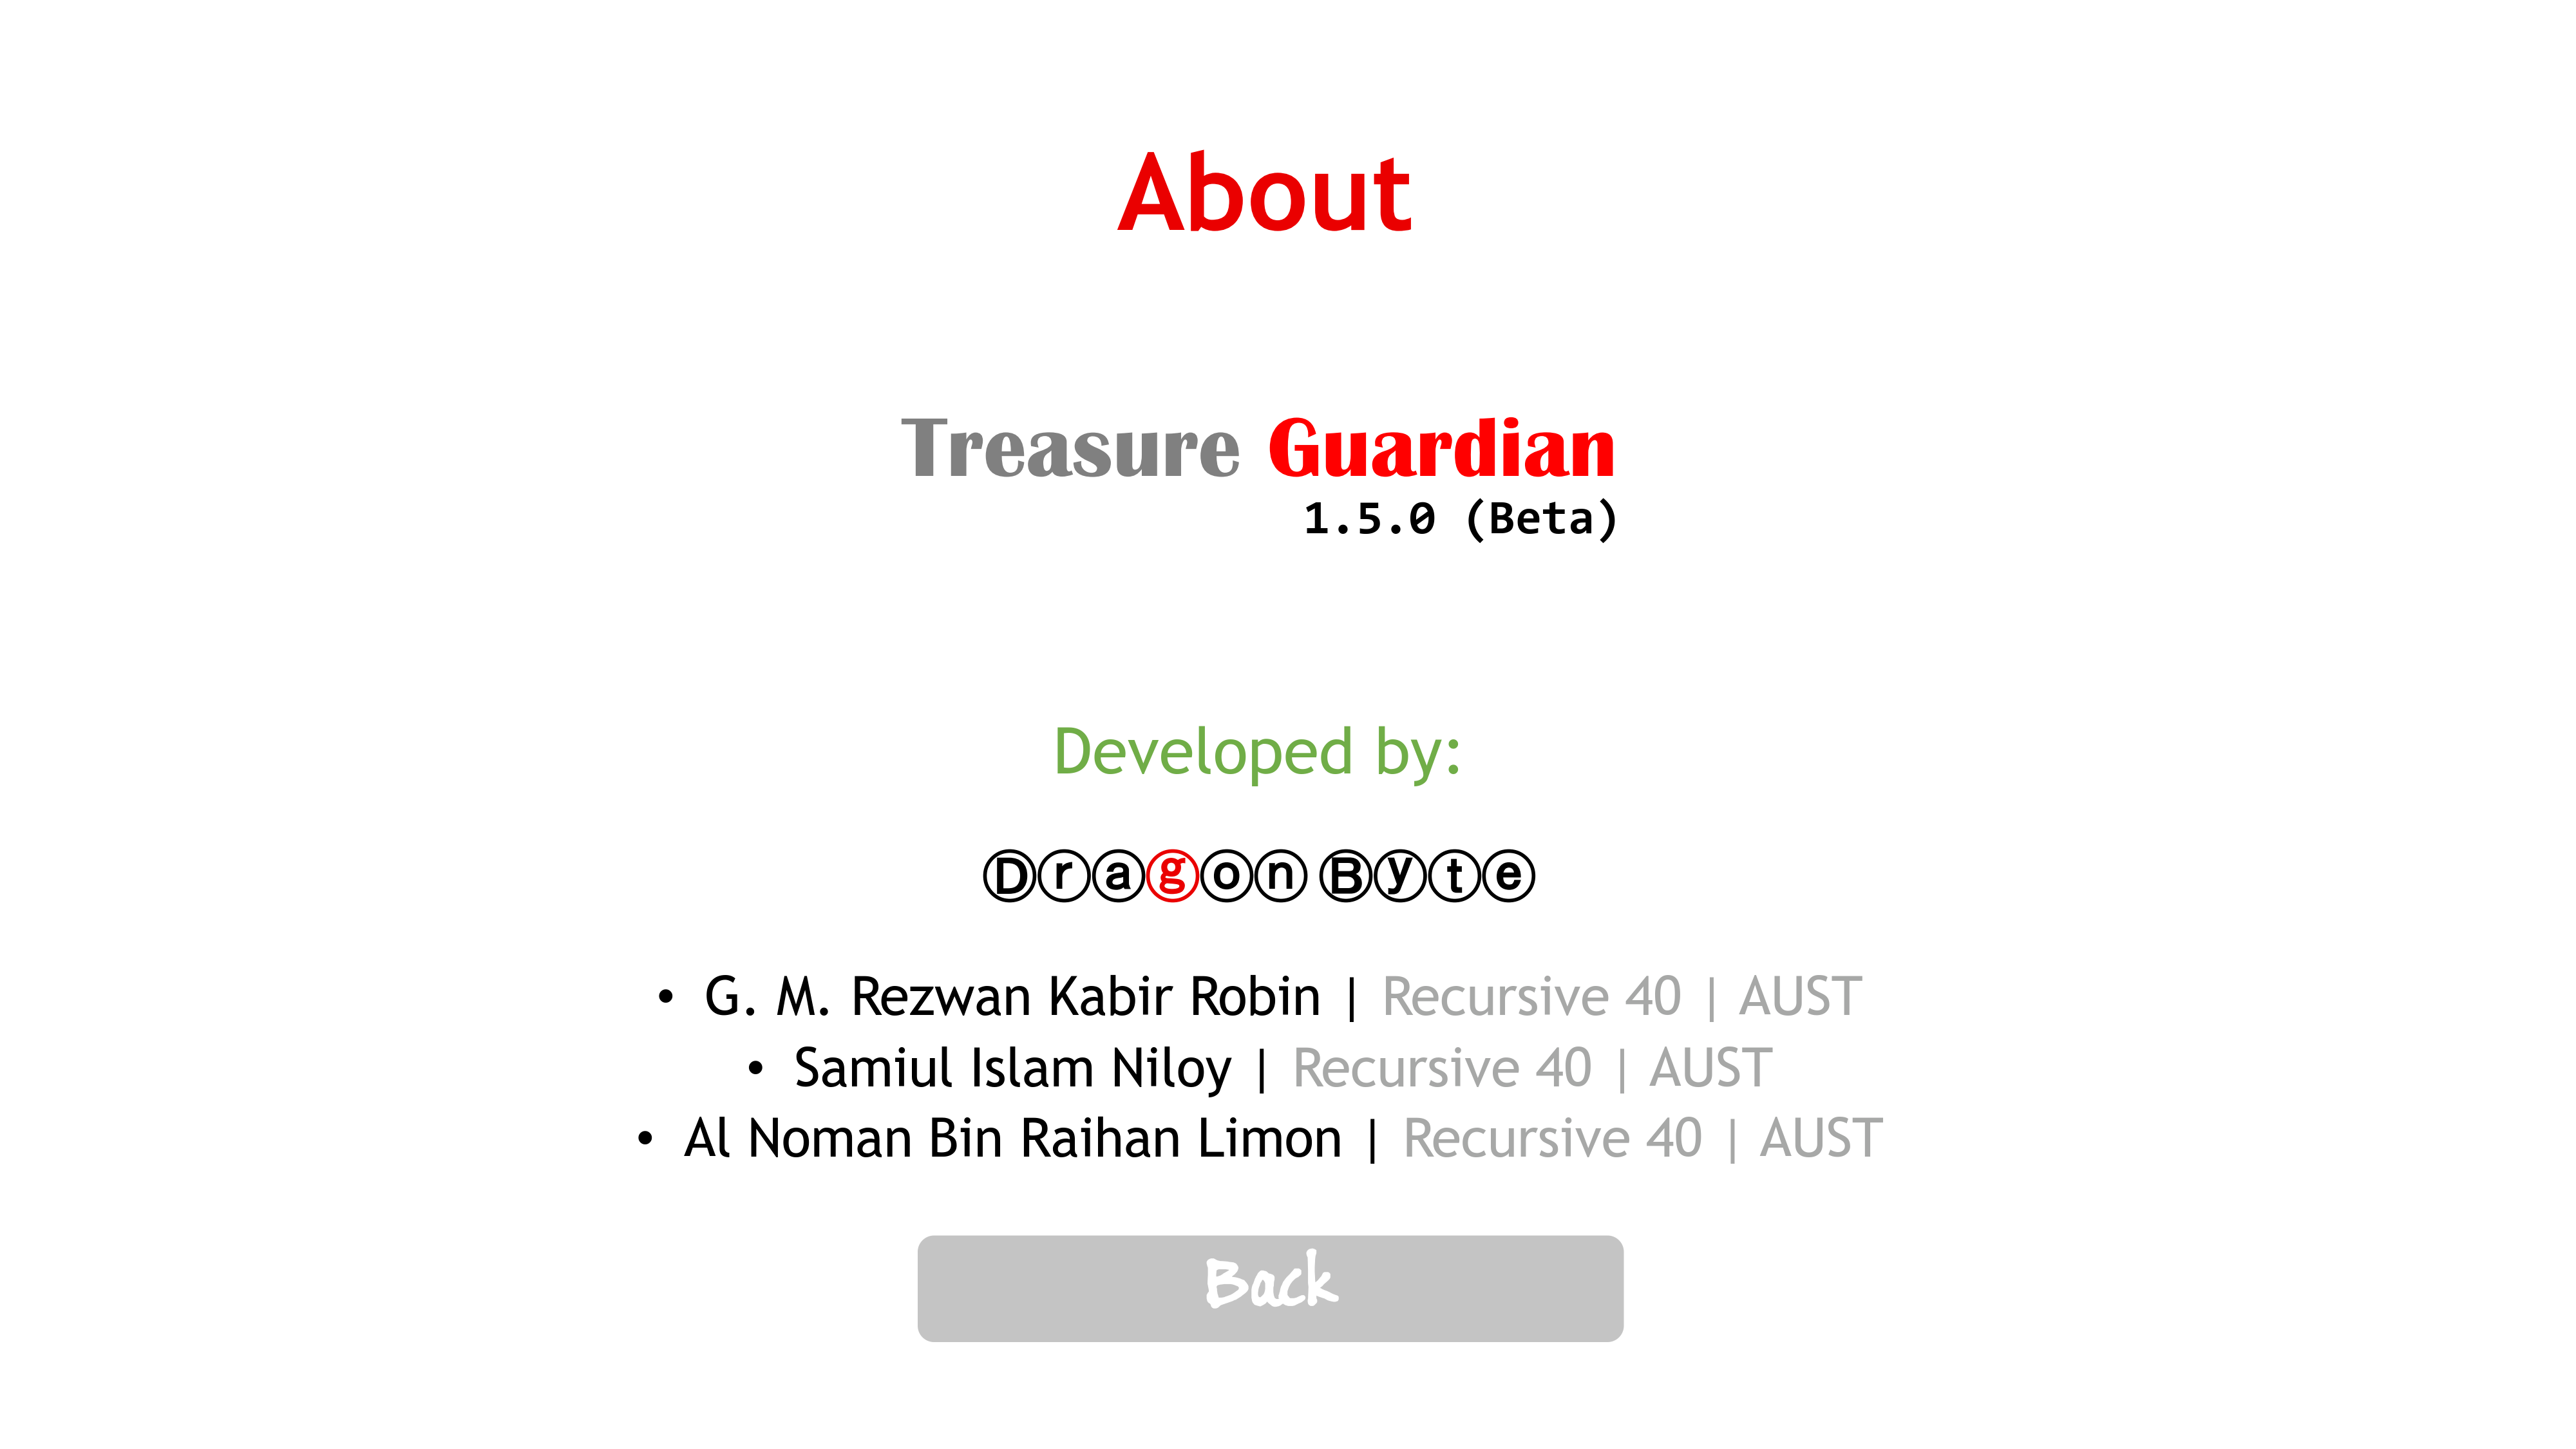 About
Treasure Guardian
1.5.0 (Beta)
Developed by:
Ⓓⓡⓐⓖⓞⓝ Ⓑⓨⓣⓔ
• G. M. Rezwan Kabir Robin | Recursive 40 | AUST
• Samiul Islam Niloy | Recursive 40 | AUST
• Al Noman Bin Raihan Limon | Recursive 40 | AUST
Back